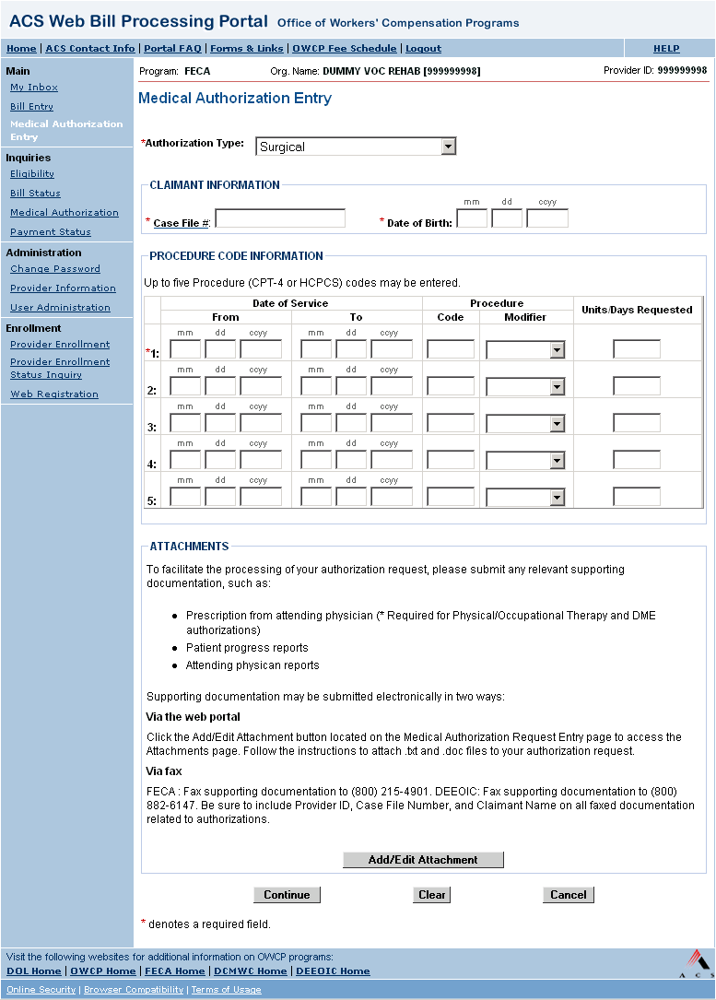 ACS Web Bill Processing Portal Office of Workers' Compensation Programs
Home | ACS Contact Info | Portal FAQ | Forms & Links | OWCP Fee Schedule | Logout
HELP
Main
My Inbox
Bill Entry
Medical Authorization
Entry
Inquiries
Eligibility
Bill Status
Medical Authorization
Payment Status
Administration
Change Password
Provider Information
User Administration
Enrollment
Provider Enrollment
Provider Enrollment
Status Inquiry
Web Registration
Program: FECA Org. Name: DUMMY VOC REHAB [999999998] Provider ID: 999999998
Medical Authorization Entry
*Authorization Type: Surgical
CLAIMANT INFORMATION
mm dd ccyy
* Case File #: * Date of Birth:
PROCEDURE CODE INFORMATION
Up to five Procedure (CPT-4 or HCPCS) codes may be entered.
Date of Service Procedure Units/Days Requested
From To Code Modifier
mm dd ccyy mm dd ccyy
*1:
mm dd ccyy mm dd ccyy
2:
mm dd ccyy mm dd ccyy
3:
mm dd ccyy mm dd ccyy
4:
mm dd ccyy mm dd ccyy
5:
ATTACHMENTS
To facilitate the processing of your authorization request, please submit any relevant supporting
documentation, such as:
● Prescription from attending physician (* Required for Physical/Occupational Therapy and DME
authorizations)
● Patient progress reports
● Attending physican reports
Supporting documentation may be submitted electronically in two ways:
Via the web portal
Click the Add/Edit Attachment button located on the Medical Authorization Request Entry page to access the
Attachments page. Follow the instructions to attach .txt and .doc files to your authorization request.
Via fax
FECA : Fax supporting documentation to (800) 215-4901. DEEOIC: Fax supporting documentation to (800)
882-6147. Be sure to include Provider ID, Case File Number, and Claimant Name on all faxed documentation
related to authorizations.
Add/Edit Attachment
Continue Clear Cancel
* denotes a required field.
Visit the following websites for additional information on OWCP programs:
DOL Home | OWCP Home | FECA Home | DCMWC Home | DEEOIC Home
A C S
Online Security | Browser Compatibility | Terms of Usage